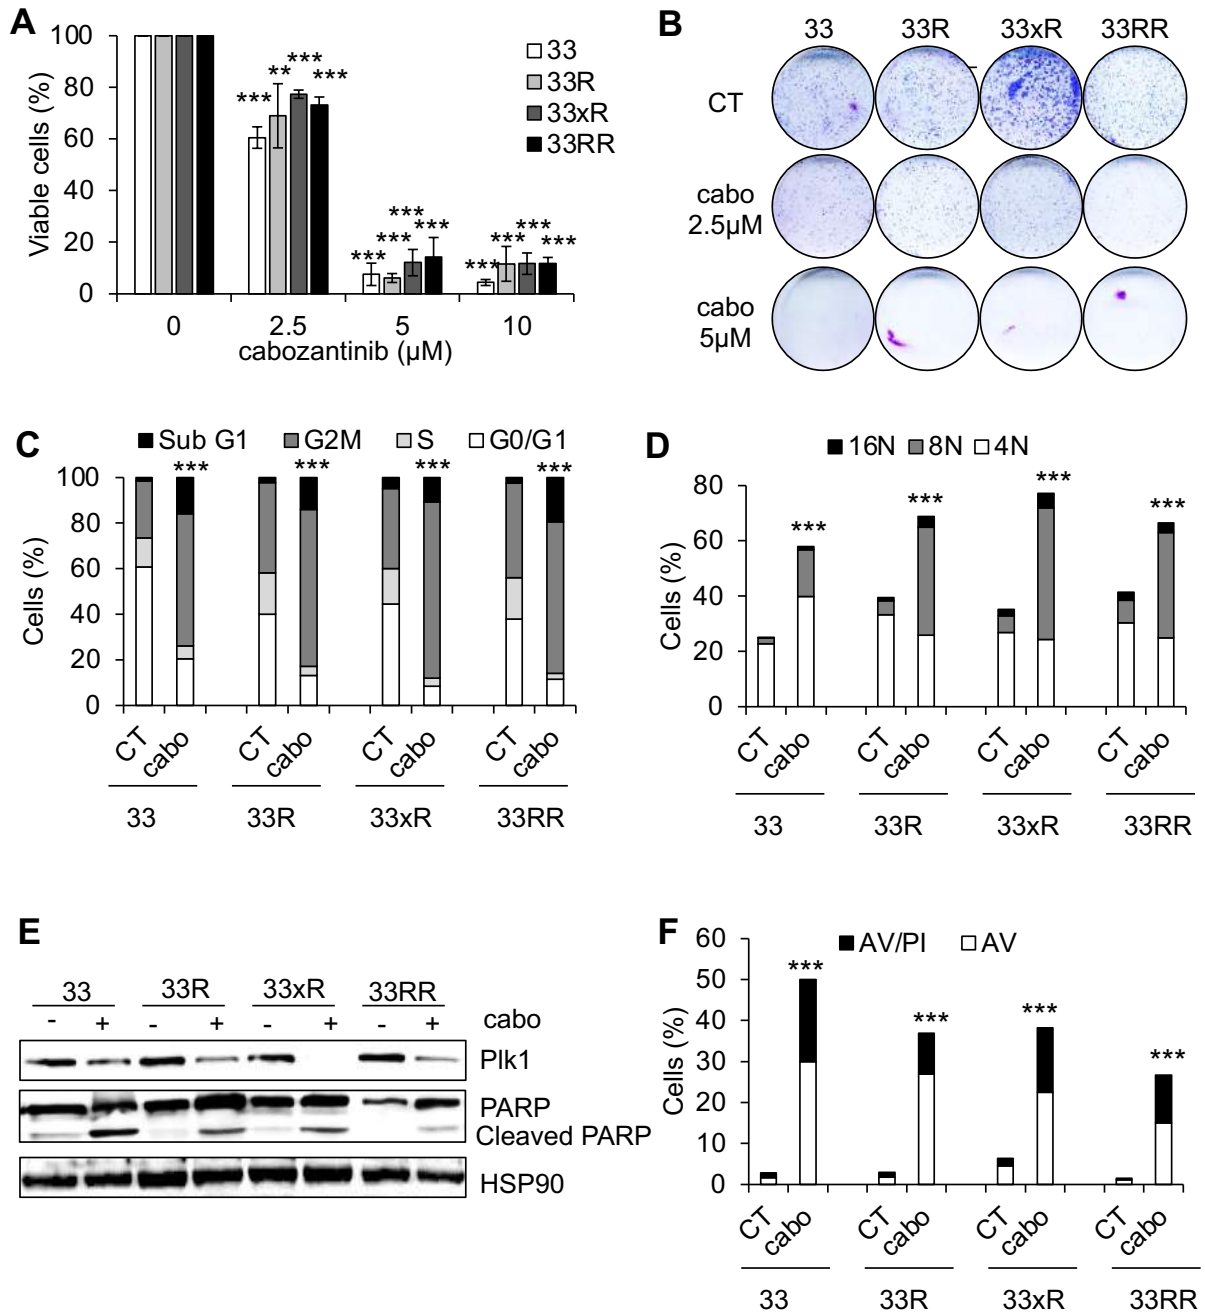 A
100
80
60
40
20
0
Viable cells (%)
33
33R
33xR
33RR
*** ** *** ***
*** *** *** ***
*** *** *** ***
0 2.5 5 10
cabozantinib (µM)
B
33 33R 33xR 33RR
CT
cabo
2.5µM
cabo
5µM
C
Sub G1 G2M S G0/G1
100
80
60
40
20
0
Cells (%)
*** *** *** ***
CT cabo CT cabo CT cabo CT cabo
33 33R 33xR 33RR
D
16N 8N 4N
80
60
40
20
0
Cells (%)
*** *** *** ***
CT cabo CT cabo CT cabo CT cabo
33 33R 33xR 33RR
E
33 33R 33xR 33RR
- + - + - + - + cabo
Plk1
PARP
Cleaved PARP
HSP90
F
AV/PI AV
60
50
40
30
20
10
0
Cells (%)
*** *** *** ***
CT cabo CT cabo CT cabo CT cabo
33 33R 33xR 33RR